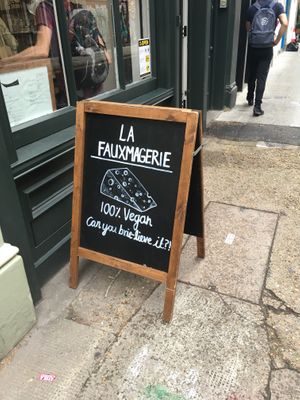 LA
FAUXMAGERIE
100% Vegan
Can you brie-lieve it?!